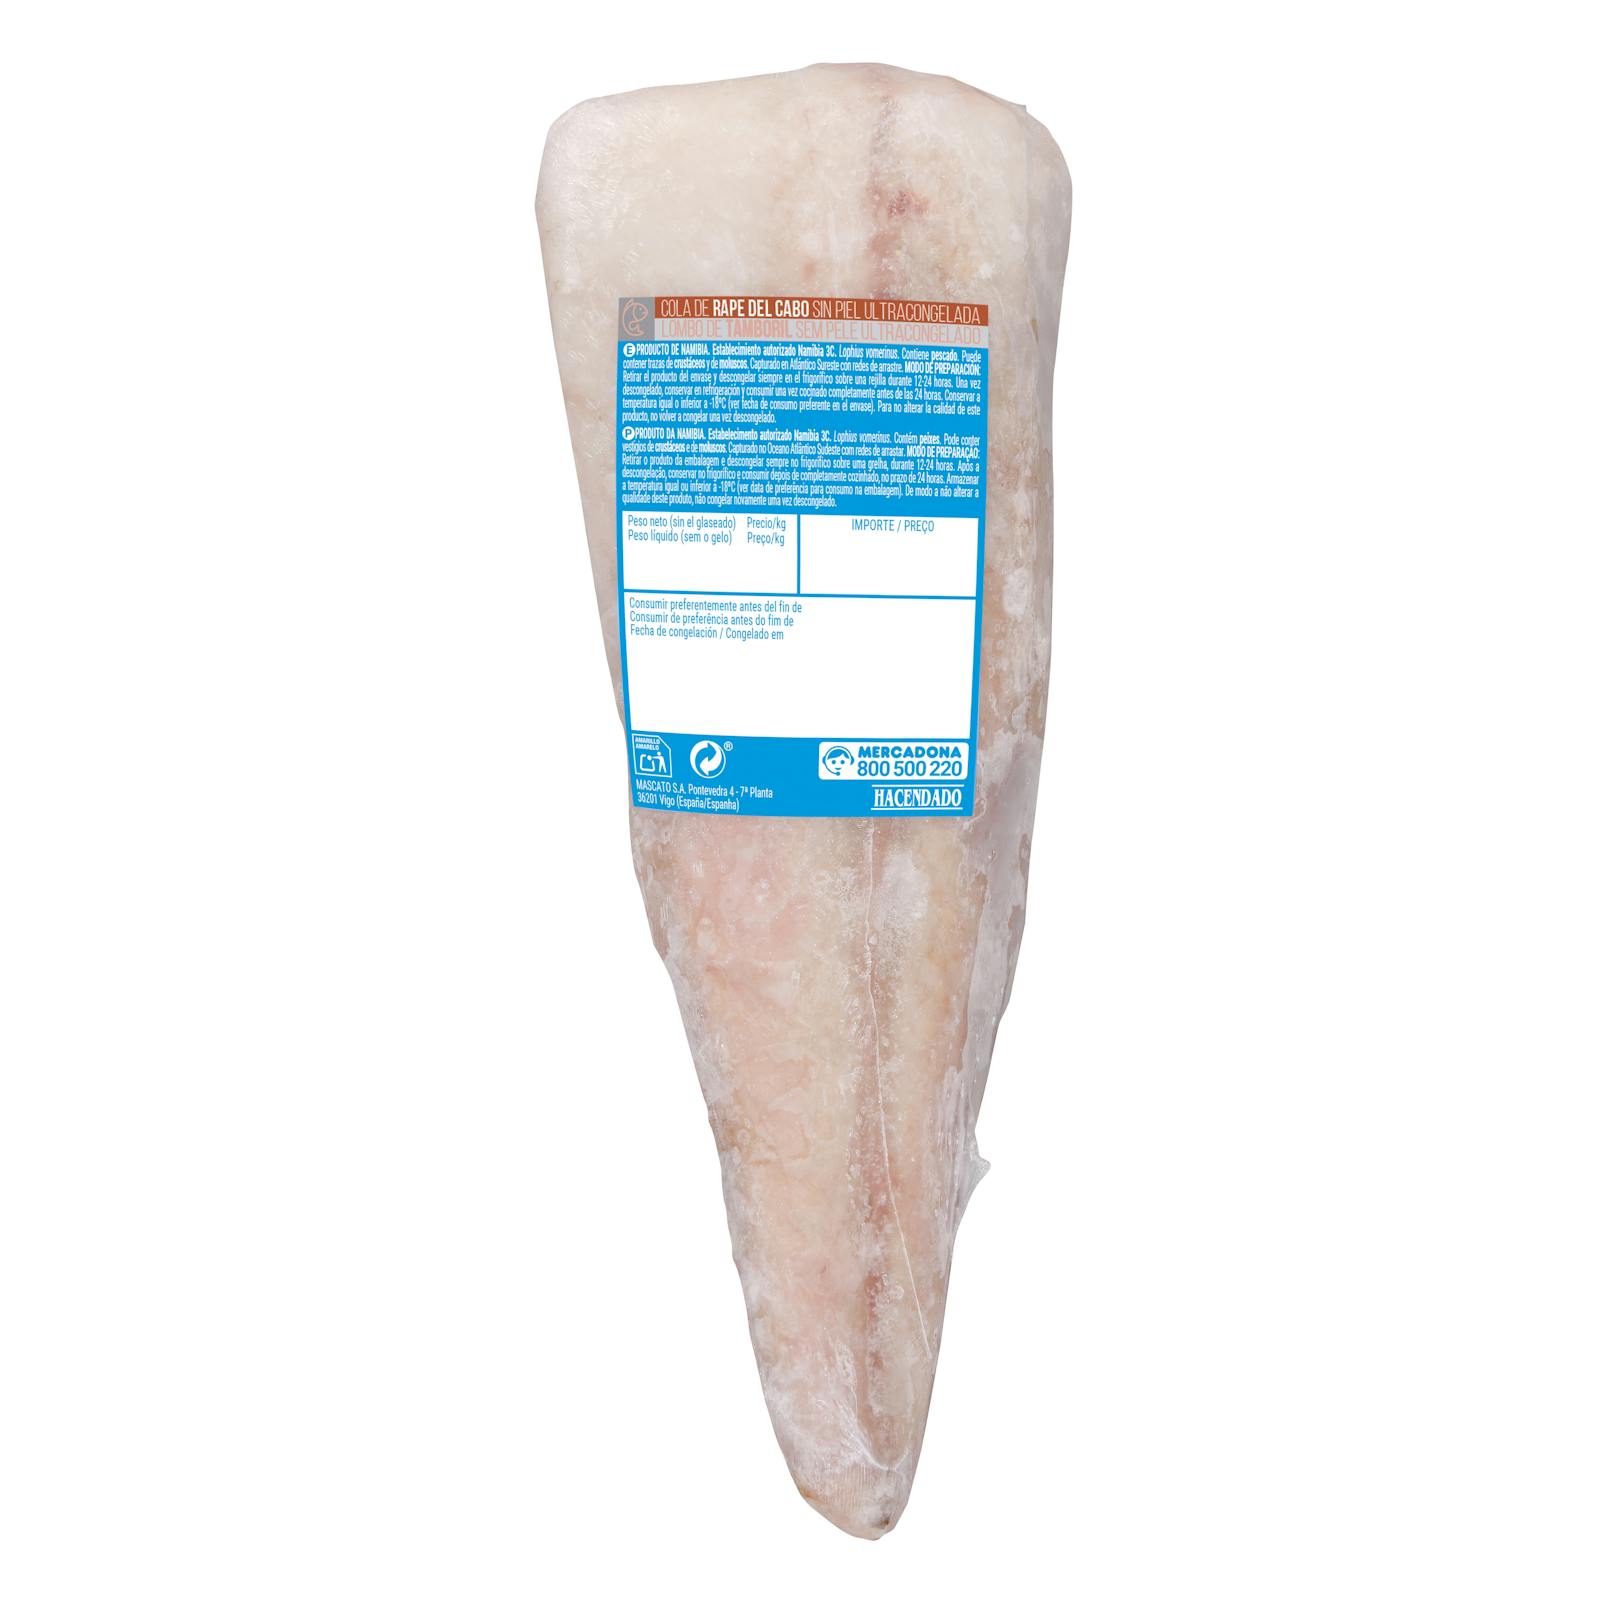 COLA DE RAPE DEL CABO SIN PIEL ULTRACONGELADA
LOMBO DE TAMBORIL SEM PELE ULTRACONGELADO
E PRODUCTO DE NAMIBIA. Establecimiento autorizado Namibia 3C. Lophius vomerinus. Contiene pescado. Puede
contener trazas de crustáceos y de moluscos. Capturado en Atlántico Sureste con redes de arrastre. MODO DE PREPARACIÓN:
Retirar el producto del envase y descongelar siempre en el frigorífico sobre una rejilla durante 12-24 horas. Una vez
descongelado, conservar en refrigeración y consumir una vez cocinado completamente antes de las 24 horas. Conservar a
temperatura igual o inferior a -18ºC (ver fecha de consumo preferente en el envase). Para no alterar la calidad de este
producto, no volver a congelar una vez descongelado.
P PRODUTO DA NAMIBIA. Estabelecimento autorizado Namibia 3C. Lophius vomerinus. Contém peixes. Pode conter
vestígios de crustáceos e de moluscos. Capturado no Oceano Atlântico Sudeste com redes de arrastar. MODO DE PREPARAÇÃO:
Retirar o produto da embalagem e descongelar sempre no frigorífico sobre uma grelha, durante 12-24 horas. Após a
descongelação, conservar no frigorífico e consumir depois de completamente cozinhado, no prazo de 24 horas. Armazenar
a temperatura igual ou inferior a -18ºC (ver data de preferência para consumo na embalagem). De modo a não alterar a
qualidade deste produto, não congelar novamente uma vez descongelado.
Peso neto (sin el glaseado) Precio/kg IMPORTE / PREÇO
Peso líquido (sem o gelo) Preço/kg
Consumir preferentemente antes del fin de
Consumir de preferência antes do fim de
Fecha de congelación / Congelado em
AMARILLO
AMARELO
®
MERCADONA
800 500 220
MASCATO S.A. Pontevedra 4 - 7ª Planta
36201 Vigo (España/Espanha)
HACENDADO